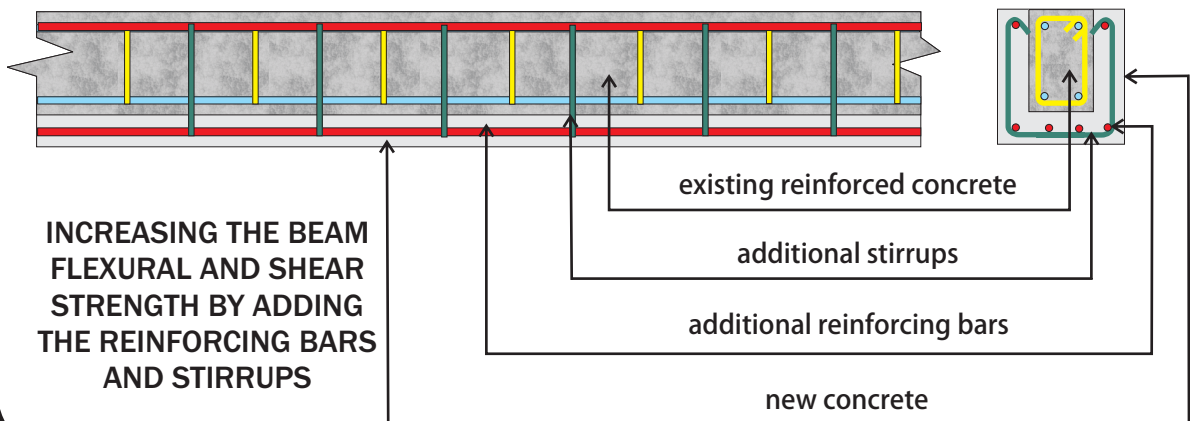 existing reinforced concrete
additional stirrups
additional reinforcing bars
new concrete
INCREASING THE BEAM
FLEXURAL AND SHEAR
STRENGTH BY ADDING
THE REINFORCING BARS
AND STIRRUPS